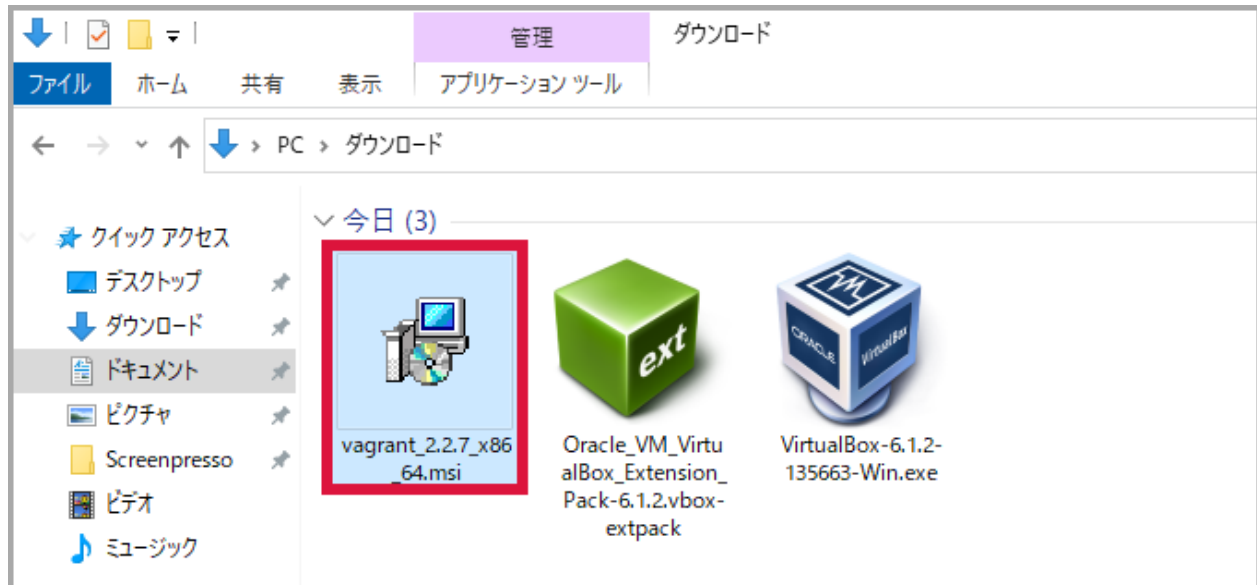 管理
ダウンロード
ファイル ホーム 共有 表示 アプリケーション ツール
PC › ダウンロード
クイック アクセス
デスクトップ
ダウンロード
ドキュメント
ピクチャ
Screenpresso
ビデオ
ミュージック
今日 (3)
vagrant_2.2.7_x86
_64.msi
ext
Oracle_VM_Virtu
alBox_Extension_
Pack-6.1.2.vbox-
extpack
ORACLE
VirtualBox
VirtualBox-6.1.2-
135663-Win.exe